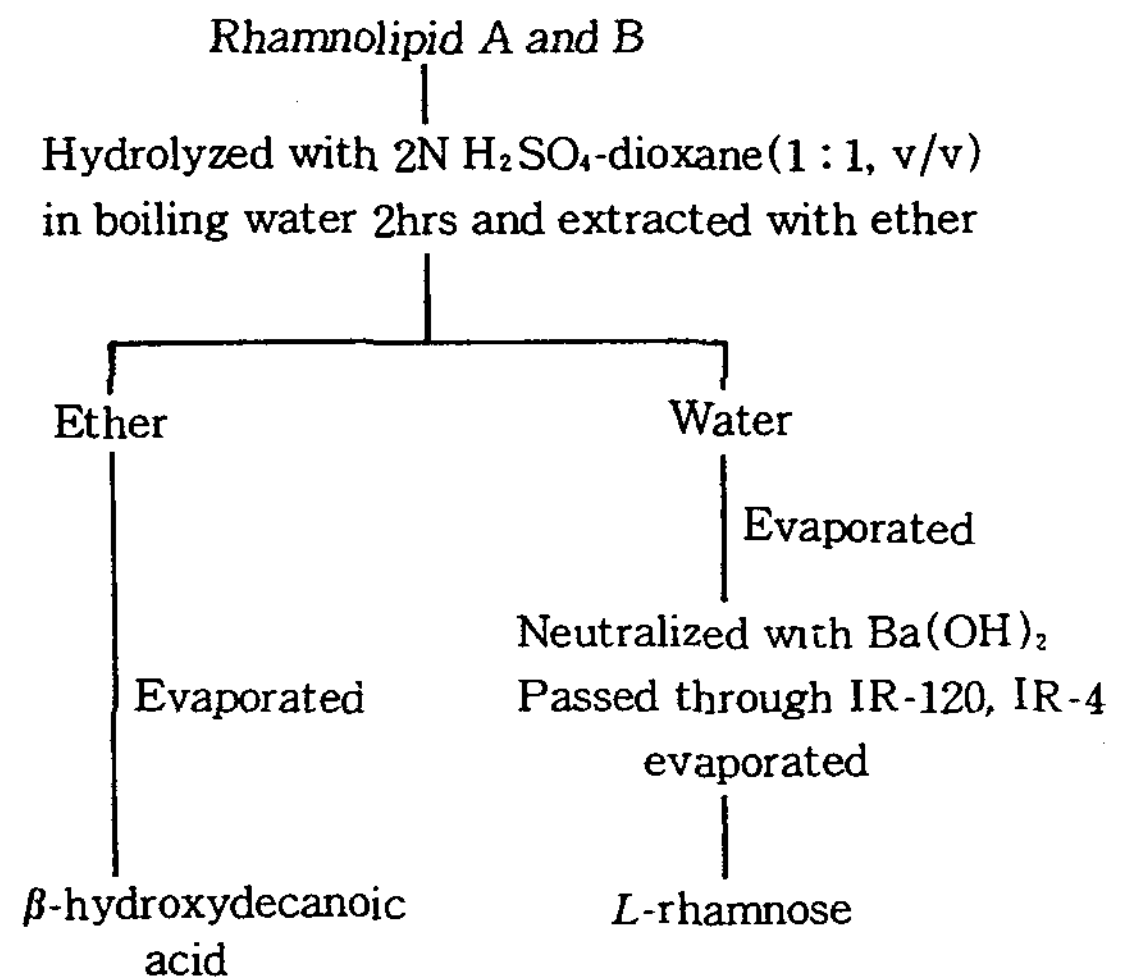 Rhamnolipid A and B
Hydrolyzed with 2N H₂SO₄-dioxane(1 : 1, v/v)
in boiling water 2hrs and extracted with ether
Ether
Water
Evaporated
Neutralized with Ba(OH)₂
Evaporated
Passed through IR-120, IR-4
evaporated
β-hydroxydecanoic
acid
L-rhamnose